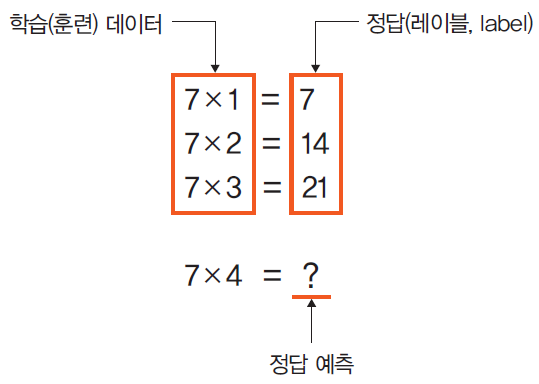 학습(훈련) 데이터
정답(레이블, label)
7×1 = 7
7×2 = 14
7×3 = 21
7×4 = ?
정답 예측